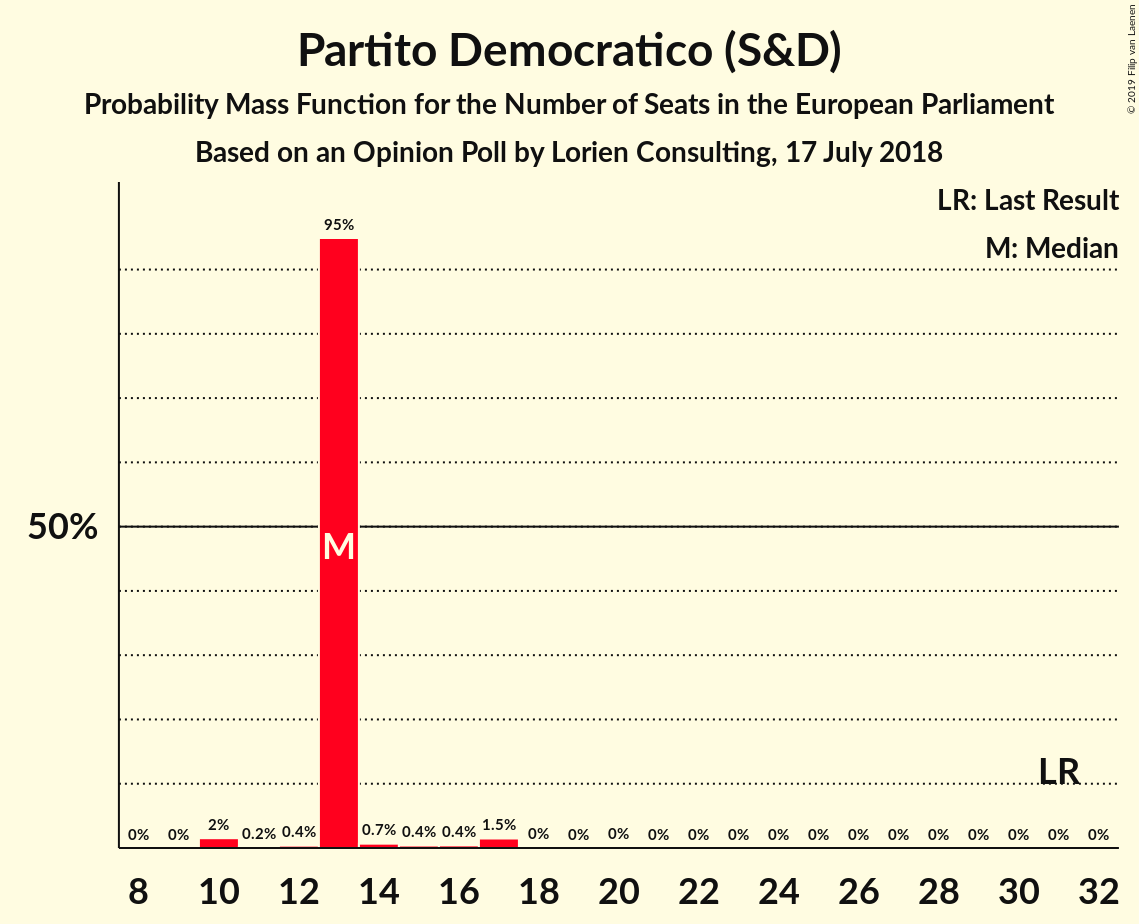 Partito Democratico (S&D)
Probability Mass Function for the Number of Seats in the European Parliament
Based on an Opinion Poll by Lorien Consulting, 17 July 2018
© 2019 Filip van Laenen
LR: Last Result
M: Median
95%
50%
M
LR
0% 0% 2% 0.2% 0.4% 0.7% 0.4% 0.4% 1.5% 0% 0% 0% 0% 0% 0% 0% 0% 0% 0% 0% 0% 0% 0% 0%
8 10 12 14 16 18 20 22 24 26 28 30 32